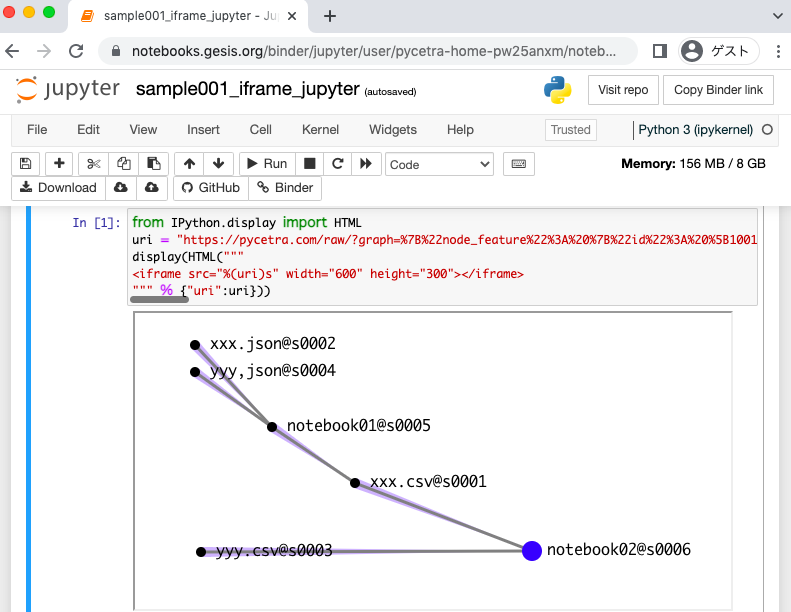 sample001_iframe_jupyter - Ju
notebooks.gesis.org/binder/jupyter/user/pycetra-home-pw25anxm/noteb...
ゲスト
jupyter sample001_iframe_jupyter (autosaved)
Visit repo
Copy Binder link
File Edit View Insert Cell Kernel Widgets Help
Trusted
Python 3 (ipykernel)
Run
Code
Memory: 156 MB / 8 GB
Download
GitHub
Binder
In [1]:
from IPython.display import HTML
uri = "https://pycetra.com/raw/?graph=%7B%22node_feature%22%3A%20%7B%22id%22%3A%20%5B1001
display(HTML("""
<iframe src="%(uri)s" width="600" height="300"></iframe>
""" % {"uri":uri}))
xxx.json@s0002
yyy,json@s0004
notebook01@s0005
xxx.csv@s0001
yyy.csv@s0003
notebook02@s0006